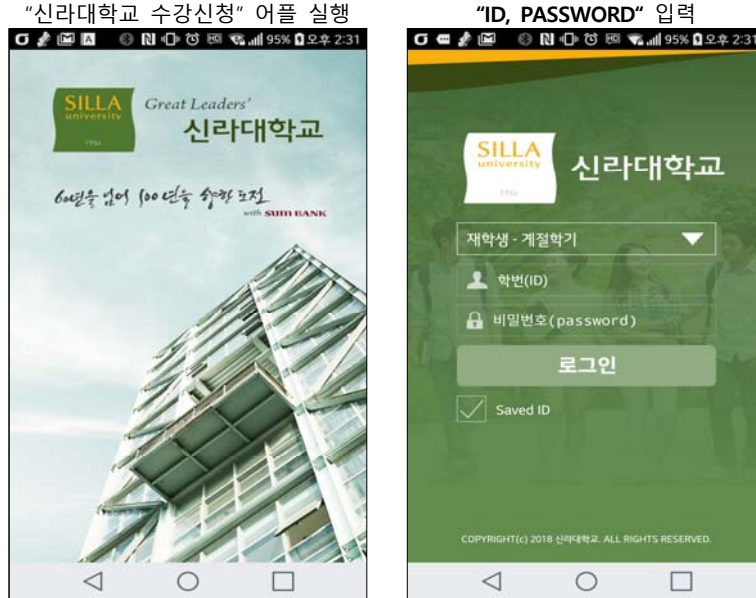 "신라대학교 수강신청" 어플 실행
95% 오후 2:31
SILLA
university
1954
Great Leaders'
신라대학교
60년을 넘어 100년을 향한 도전
with SUM BANK
"ID, PASSWORD" 입력
95% 오후 2:31
SILLA
university
1954
신라대학교
재학생 - 계절학기
학번(ID)
비밀번호(password)
로그인
Saved ID
COPYRIGHT(c) 2018 신라대학교. ALL RIGHTS RESERVED.